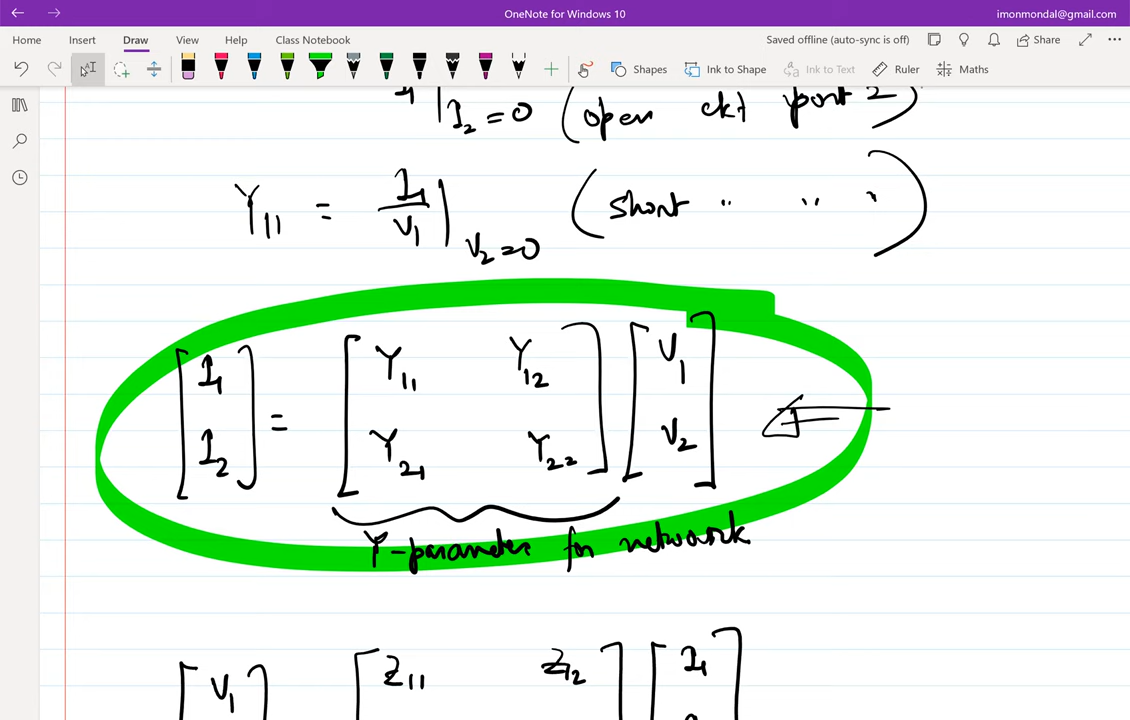 OneNote for Windows 10
imonmondal@gmail.com
Home Insert Draw View Help Class Notebook Saved offline (auto-sync is off) Share
Shapes Ink to Shape Ink to Text Ruler Maths
I1 | I2 = 0 (open ckt port 2)
Y11 = I1 / V1 | V2 = 0 (short " " ")
[I1 I2] = [Y11 Y12 Y21 Y22] [V1 V2]
Y-parameter for network
V1 Z11 Z12 I1